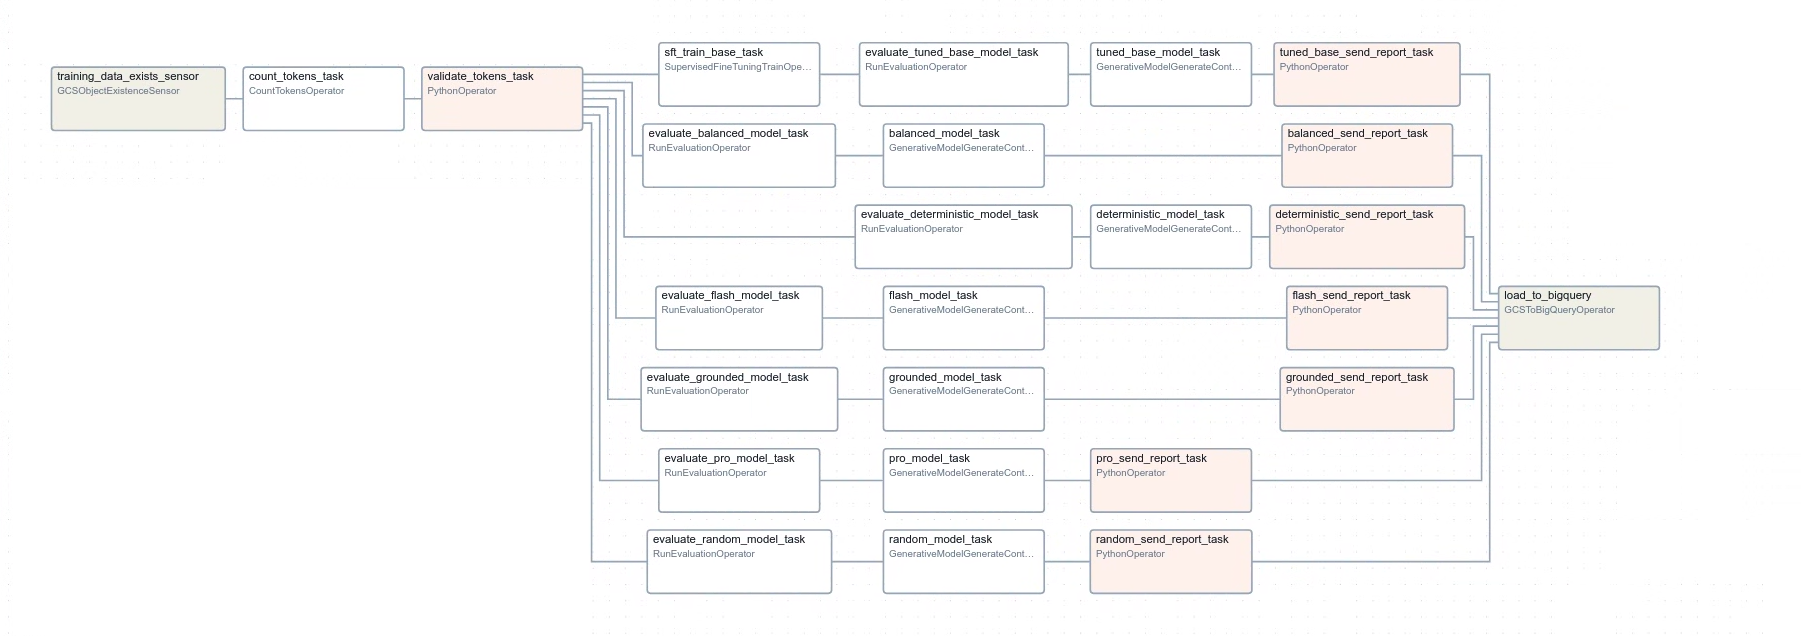 training_data_exists_sensor
GCSObjectExistenceSensor
count_tokens_task
CountTokensOperator
validate_tokens_task
PythonOperator
sft_train_base_task
SupervisedFineTuningTrainOpe...
evaluate_tuned_base_model_task
RunEvaluationOperator
tuned_base_model_task
GenerativeModelGenerateCont...
tuned_base_send_report_task
PythonOperator
evaluate_balanced_model_task
RunEvaluationOperator
balanced_model_task
GenerativeModelGenerateCont...
balanced_send_report_task
PythonOperator
evaluate_deterministic_model_task
RunEvaluationOperator
deterministic_model_task
GenerativeModelGenerateCont...
deterministic_send_report_task
PythonOperator
evaluate_flash_model_task
RunEvaluationOperator
flash_model_task
GenerativeModelGenerateCont...
flash_send_report_task
PythonOperator
load_to_bigquery
GCSToBigQueryOperator
evaluate_grounded_model_task
RunEvaluationOperator
grounded_model_task
GenerativeModelGenerateCont...
grounded_send_report_task
PythonOperator
evaluate_pro_model_task
RunEvaluationOperator
pro_model_task
GenerativeModelGenerateCont...
pro_send_report_task
PythonOperator
evaluate_random_model_task
RunEvaluationOperator
random_model_task
GenerativeModelGenerateCont...
random_send_report_task
PythonOperator